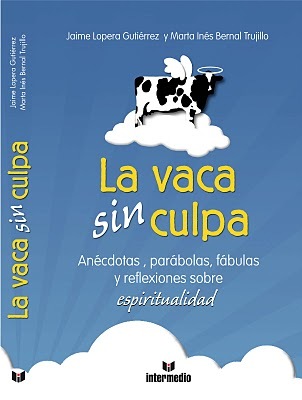 Jaime Lopera Gutiérrez y Marta Inés Bernal Trujillo
La vaca
sin culpa
Anécdotas, parábolas, fábulas
y reflexiones sobre
espiritualidad
intermedio
Jaime Lopera Gutiérrez
Marta Inés Bernal Trujillo
La vaca sin culpa